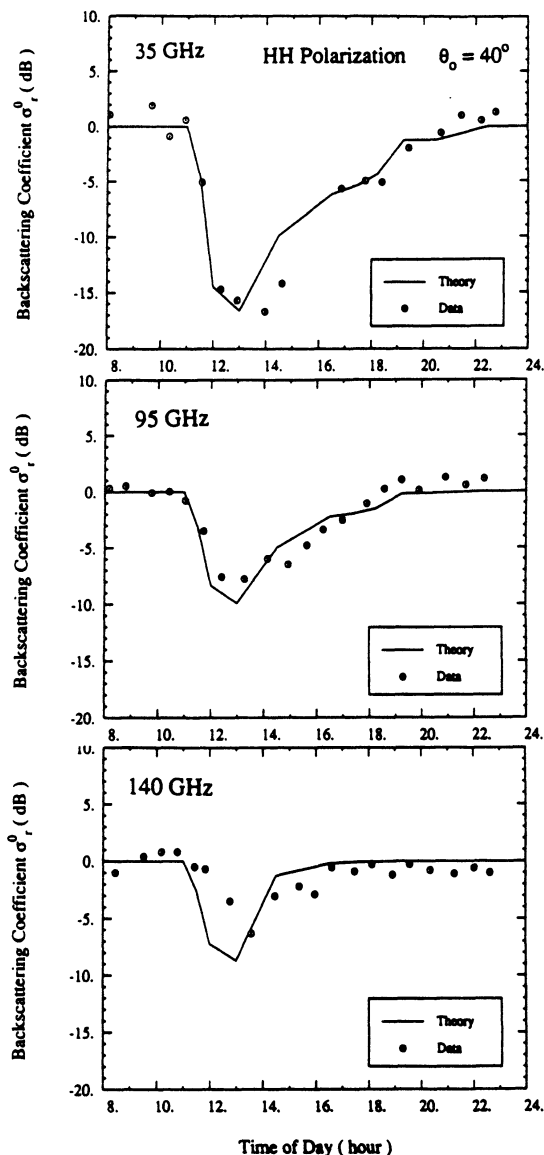 10.
35 GHz HH Polarization θ₀ = 40°
5.
0.
-5.
-10.
-15.
-20.
Backscattering Coefficient σ⁰ᵣ ( dB )
Theory
Data
8. 10. 12. 14. 16. 18. 20. 22. 24.
10.
95 GHz
5.
0.
-5.
-10.
-15.
-20.
Backscattering Coefficient σ⁰ᵣ ( dB )
Theory
Data
8. 10. 12. 14. 16. 18. 20. 22. 24.
10.
140 GHz
5.
0.
-5.
-10.
-15.
-20.
Backscattering Coefficient σ⁰ᵣ ( dB )
Theory
Data
8. 10. 12. 14. 16. 18. 20. 22. 24.
Time of Day ( hour )